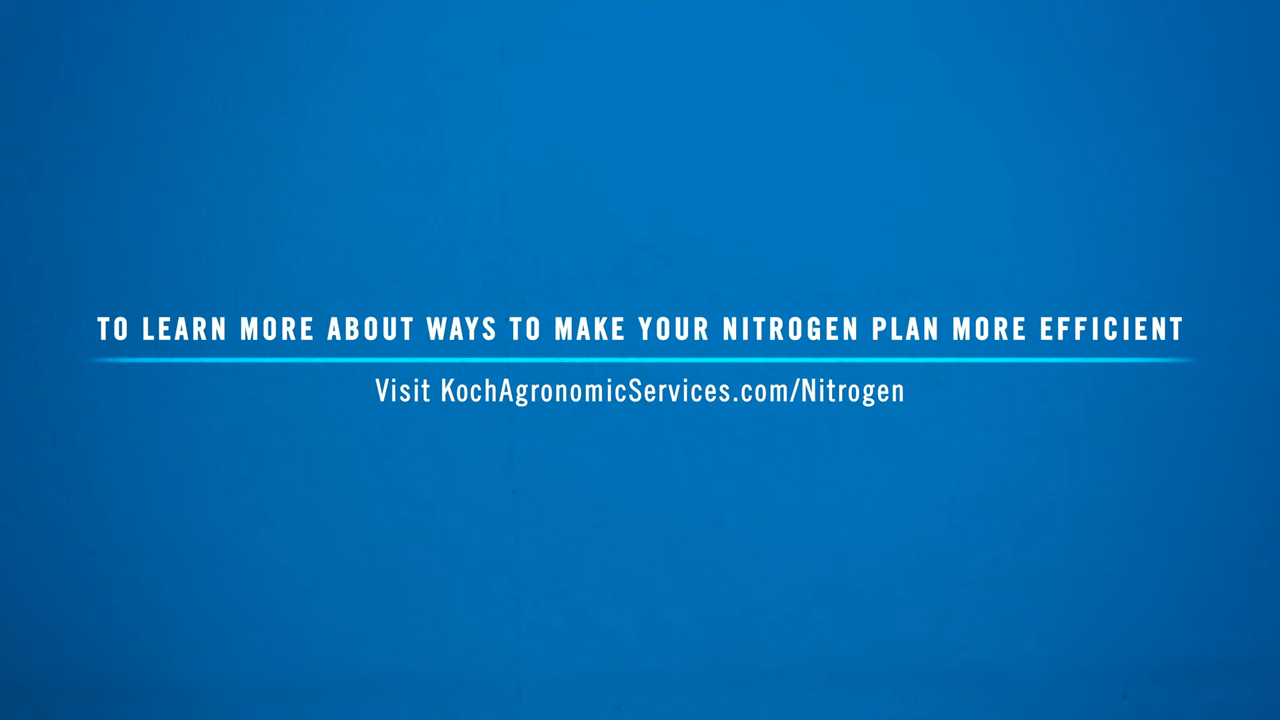 TO LEARN MORE ABOUT WAYS TO MAKE YOUR NITROGEN PLAN MORE EFFICIENT
Visit KochAgronomicServices.com/Nitrogen